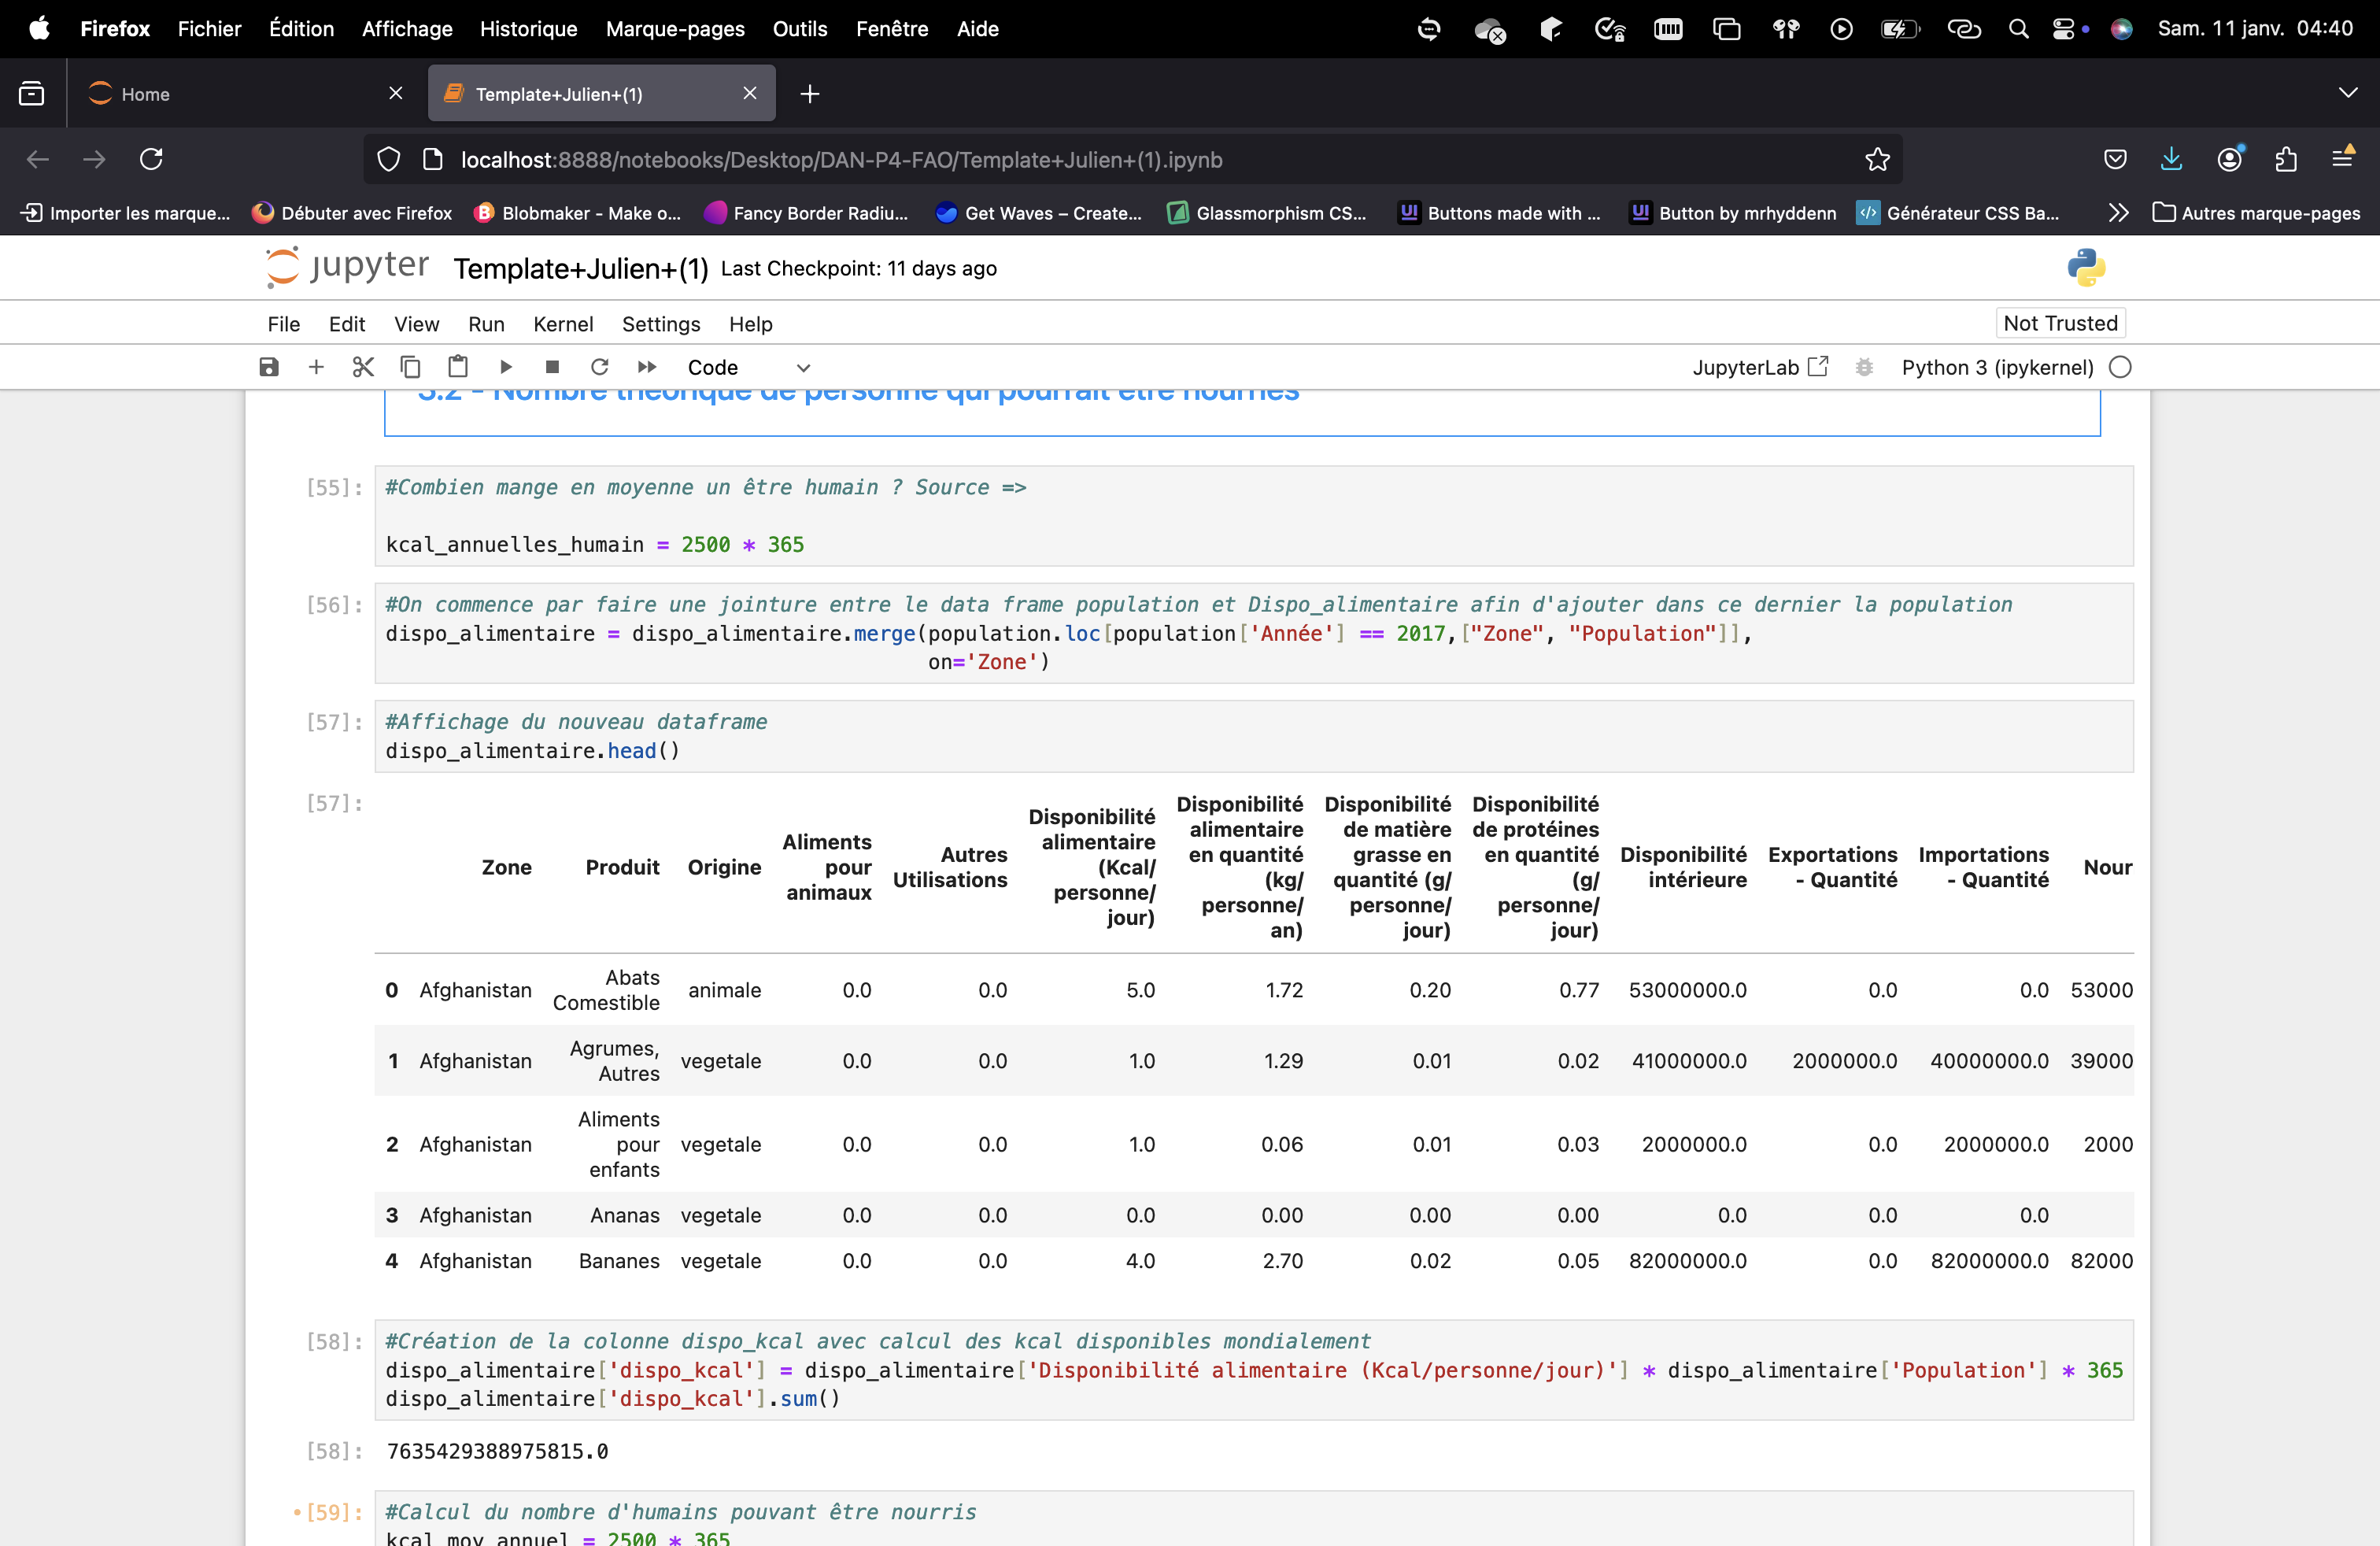 Firefox Fichier Édition Affichage Historique Marque-pages Outils Fenêtre Aide Sam. 11 janv. 04:40
Home Template+Julien+(1)
localhost:8888/notebooks/Desktop/DAN-P4-FAO/Template+Julien+(1).ipynb
Importer les marque... Débuter avec Firefox Blobmaker - Make o... Fancy Border Radiu... Get Waves – Create... Glassmorphism CS... Buttons made with ... Button by mrhyddenn Générateur CSS Ba... Autres marque-pages
jupyter Template+Julien+(1) Last Checkpoint: 11 days ago
File Edit View Run Kernel Settings Help Not Trusted
Code JupyterLab Python 3 (ipykernel)
3.2 - Nombre théorique de personne qui pourrait être nourries
[55]: #Combien mange en moyenne un être humain ? Source =>
kcal_annuelles_humain = 2500 * 365
[56]: #On commence par faire une jointure entre le data frame population et Dispo_alimentaire afin d'ajouter dans ce dernier la population
dispo_alimentaire = dispo_alimentaire.merge(population.loc[population['Année'] == 2017,["Zone", "Population"]],
on='Zone')
[57]: #Affichage du nouveau dataframe
dispo_alimentaire.head()
[57]:
Zone Produit Origine Aliments pour animaux Autres Utilisations Disponibilité alimentaire (Kcal/personne/jour) Disponibilité alimentaire en quantité (kg/personne/an) Disponibilité de matière grasse en quantité (g/personne/jour) Disponibilité de protéines en quantité (g/personne/jour) Disponibilité intérieure Exportations - Quantité Importations - Quantité Nour
0 Afghanistan Abats Comestible animale 0.0 0.0 5.0 1.72 0.20 0.77 53000000.0 0.0 0.0 53000
1 Afghanistan Agrumes, Autres vegetale 0.0 0.0 1.0 1.29 0.01 0.02 41000000.0 2000000.0 40000000.0 39000
2 Afghanistan Aliments pour enfants vegetale 0.0 0.0 1.0 0.06 0.01 0.03 2000000.0 0.0 2000000.0 2000
3 Afghanistan Ananas vegetale 0.0 0.0 0.0 0.00 0.00 0.00 0.0 0.0 0.0
4 Afghanistan Bananes vegetale 0.0 0.0 4.0 2.70 0.02 0.05 82000000.0 0.0 82000000.0 82000
[58]: #Création de la colonne dispo_kcal avec calcul des kcal disponibles mondialement
dispo_alimentaire['dispo_kcal'] = dispo_alimentaire['Disponibilité alimentaire (Kcal/personne/jour)'] * dispo_alimentaire['Population'] * 365
dispo_alimentaire['dispo_kcal'].sum()
[58]: 7635429388975815.0
[59]: #Calcul du nombre d'humains pouvant être nourris
kcal_moy_annuel = 2500 * 365